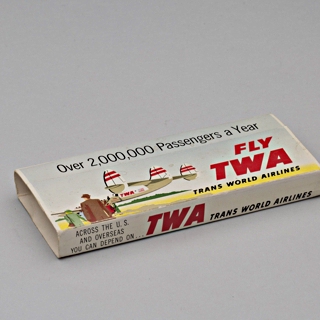 Over 2,000,000 Passengers a Year
FLY
TWA
TRANS WORLD AIRLINES
TWA
ACROSS THE U.S.
AND OVERSEAS
YOU CAN DEPEND ON...
TWA TRANS WORLD AIRLINES